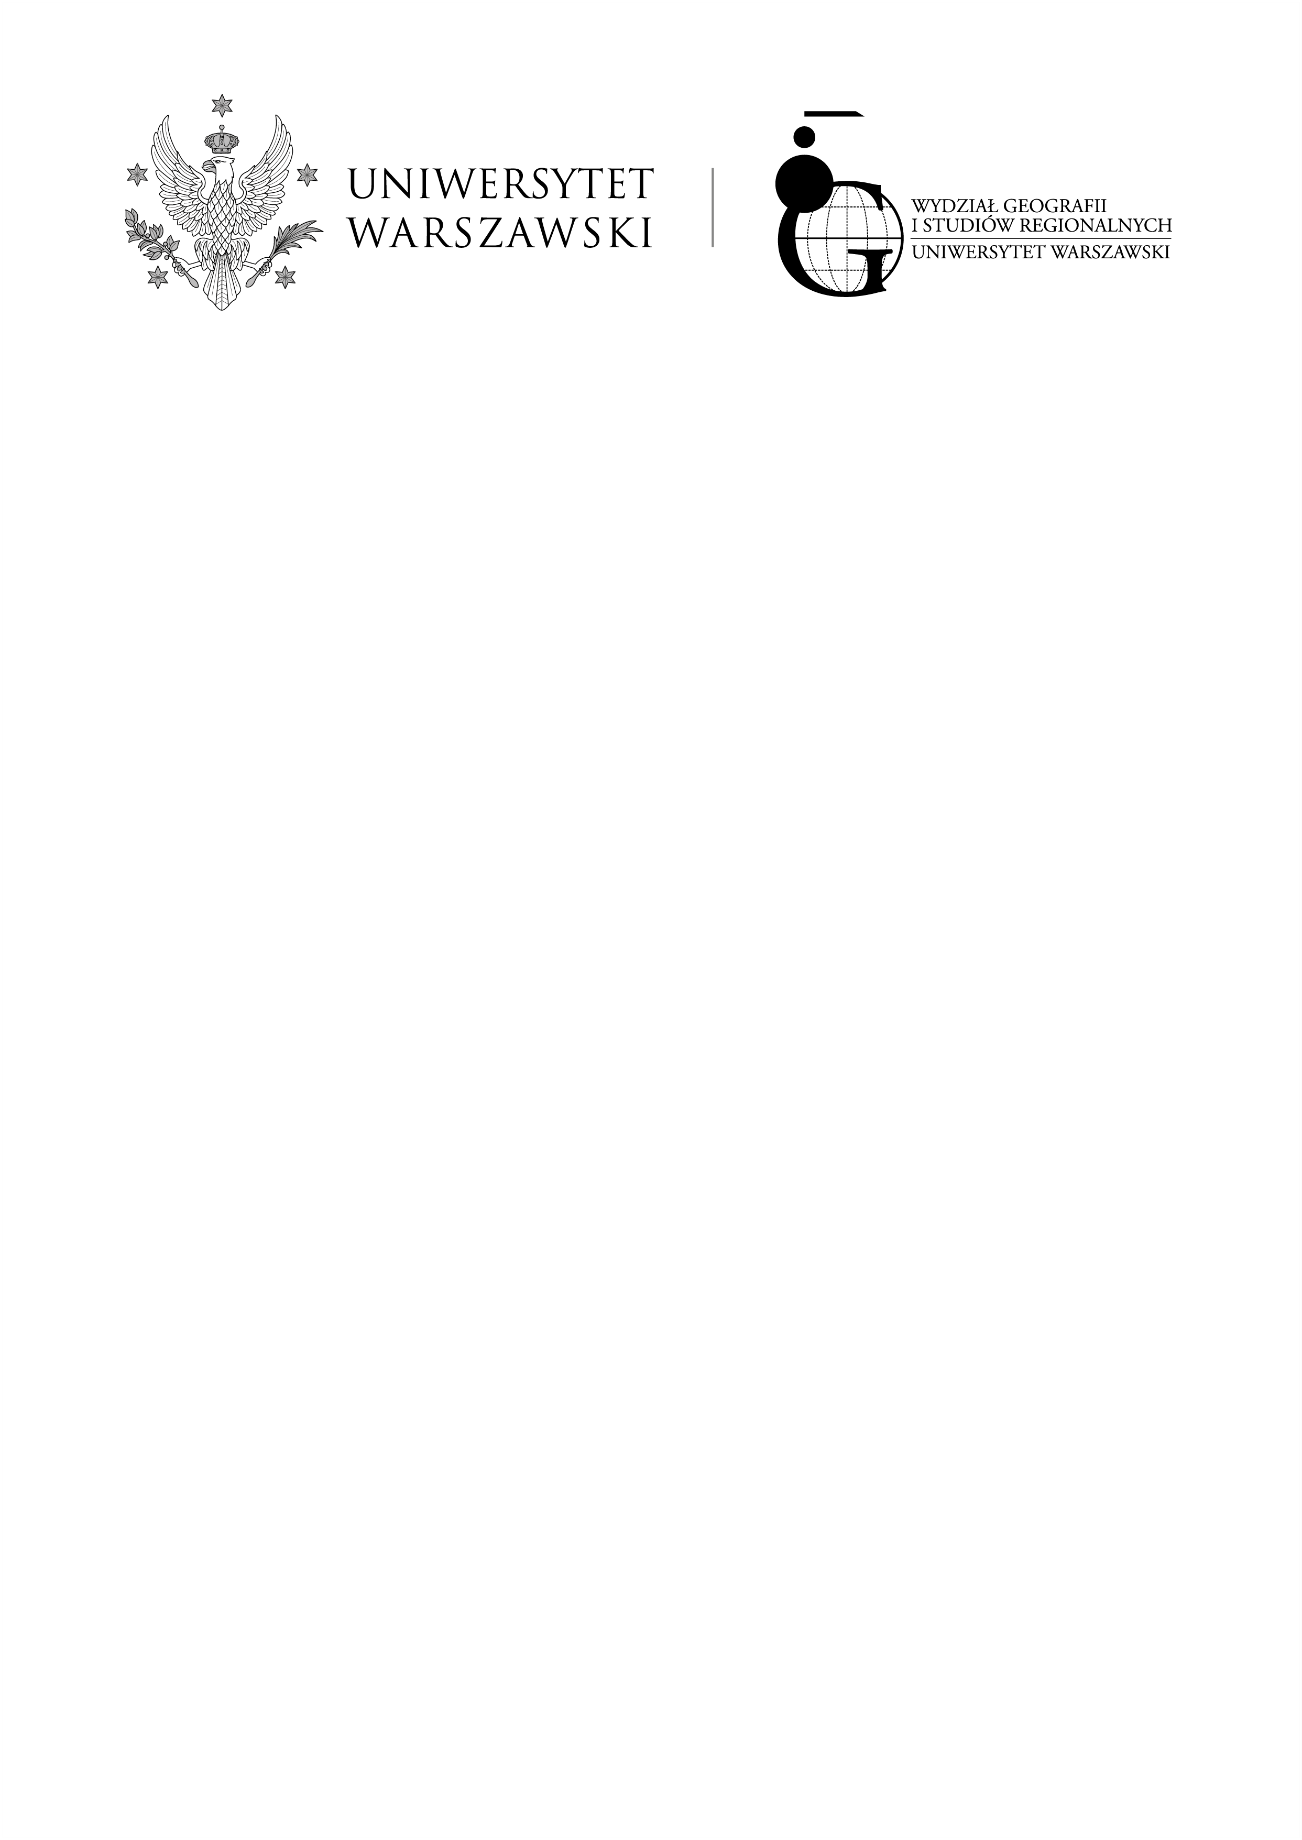 UNIWERSYTET
WARSZAWSKI
WYDZIAŁ GEOGRAFII
I STUDIÓW REGIONALNYCH
UNIWERSYTET WARSZAWSKI